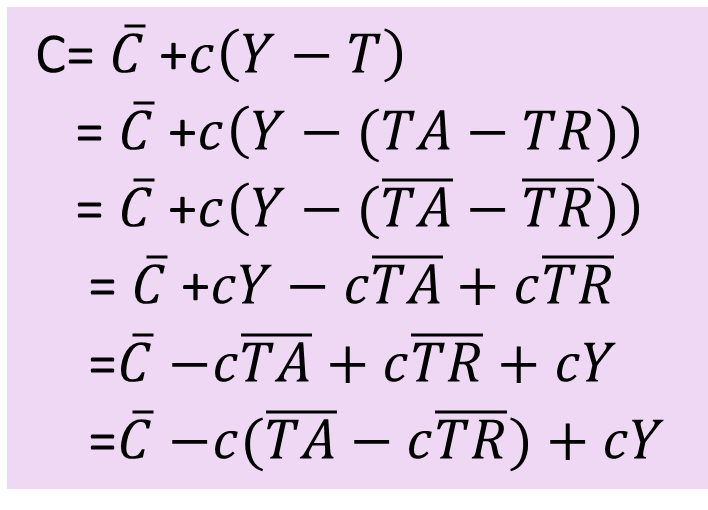 C= C̄ +c(Y − T)
= C̄ +c(Y − (TA − TR))
= C̄ +c(Y − (T̅A̅ − T̅R̅))
= C̄ +cY − cT̅A̅ + cT̅R̅
=C̄ −cT̅A̅ + cT̅R̅ + cY
=C̄ −c(T̅A̅ − cT̅R̅) + cY